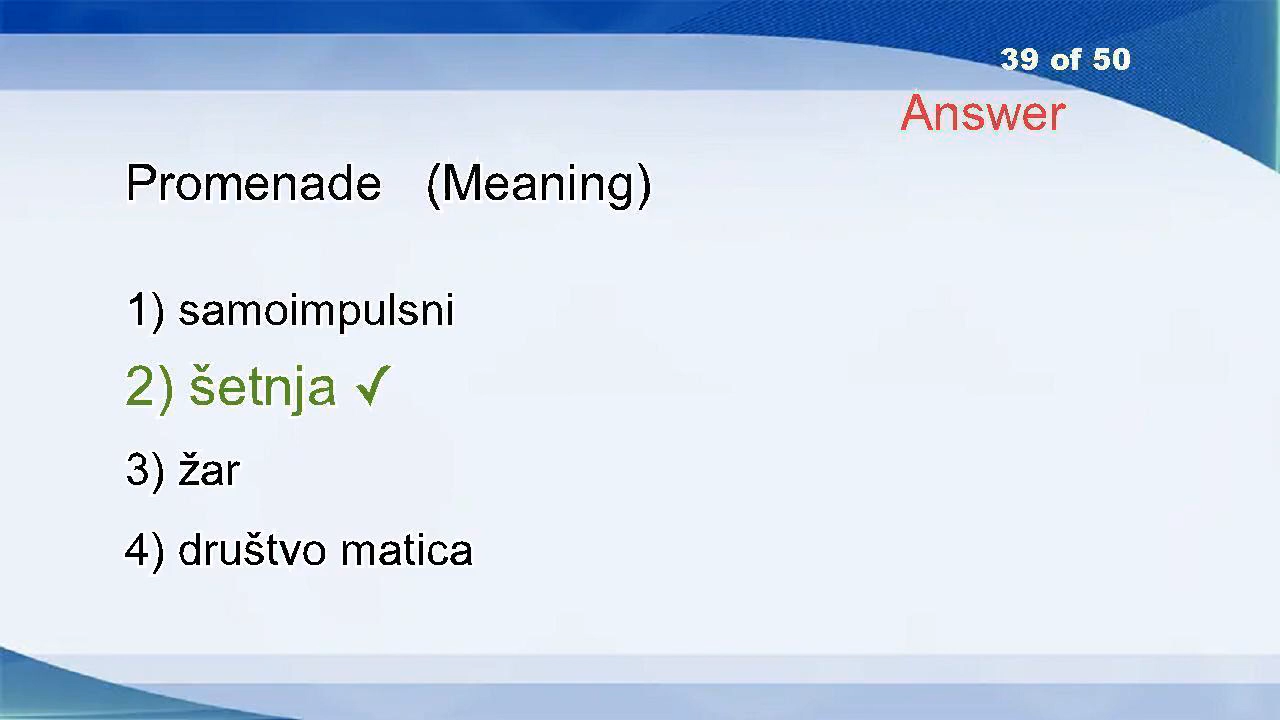 39 of 50
Answer
Promenade (Meaning)
1) samoimpulsni
2) šetnja ✓
3) žar
4) društvo matica